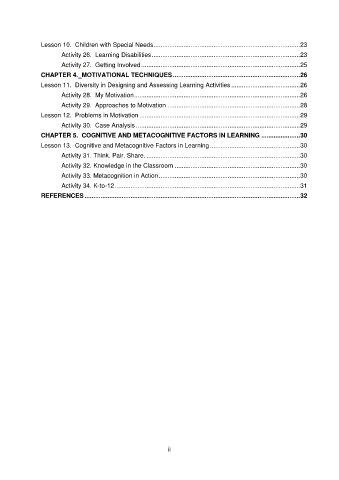 Lesson 10. Children with Special Needs.....23
Activity 26. Learning Disabilities.....23
Activity 27. Getting Involved.....25
CHAPTER 4. MOTIVATIONAL TECHNIQUES.....26
Lesson 11. Diversity in Designing and Assessing Learning Activities.....26
Activity 28. My Motivation.....26
Activity 29. Approaches to Motivation.....28
Lesson 12. Problems in Motivation.....29
Activity 30. Case Analysis.....29
CHAPTER 5. COGNITIVE AND METACOGNITIVE FACTORS IN LEARNING.....30
Lesson 13. Cognitive and Metacognitive Factors in Learning.....30
Activity 31. Think. Pair. Share......30
Activity 32. Knowledge in the Classroom.....30
Activity 33. Metacognition in Action.....30
Activity 34. K-to-12.....31
REFERENCES.....32
ii